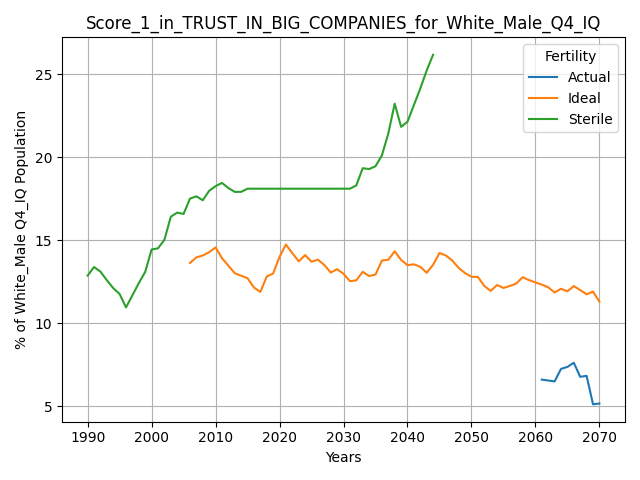 Score_1_in_TRUST_IN_BIG_COMPANIES_for_White_Male_Q4_IQ
Fertility
Actual
Ideal
Sterile
% of White_Male Q4_IQ Population
25
20
15
10
5
1990 2000 2010 2020 2030 2040 2050 2060 2070
Years